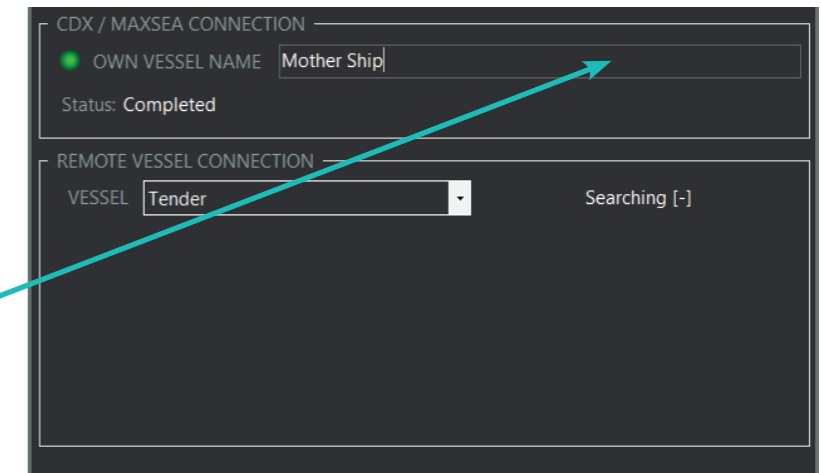 CDX / MAXSEA CONNECTION
OWN VESSEL NAME Mother Ship
Status: Completed
REMOTE VESSEL CONNECTION
VESSEL Tender Searching [-]